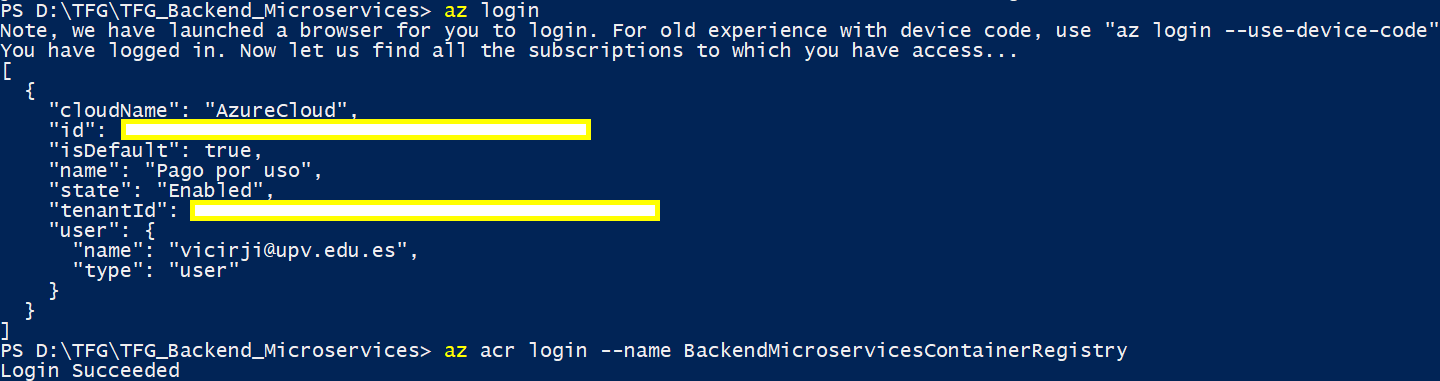 PS D:\TFG\TFG_Backend_Microservices> az login
Note, we have launched a browser for you to login. For old experience with device code, use "az login --use-device-code"
You have logged in. Now let us find all the subscriptions to which you have access...
[
  {
    "cloudName": "AzureCloud",
    "id":
    "isDefault": true,
    "name": "Pago por uso",
    "state": "Enabled",
    "tenantId":
    "user": {
      "name": "vicirji@upv.edu.es",
      "type": "user"
    }
  }
]
PS D:\TFG\TFG_Backend_Microservices> az acr login --name BackendMicroservicesContainerRegistry
Login Succeeded